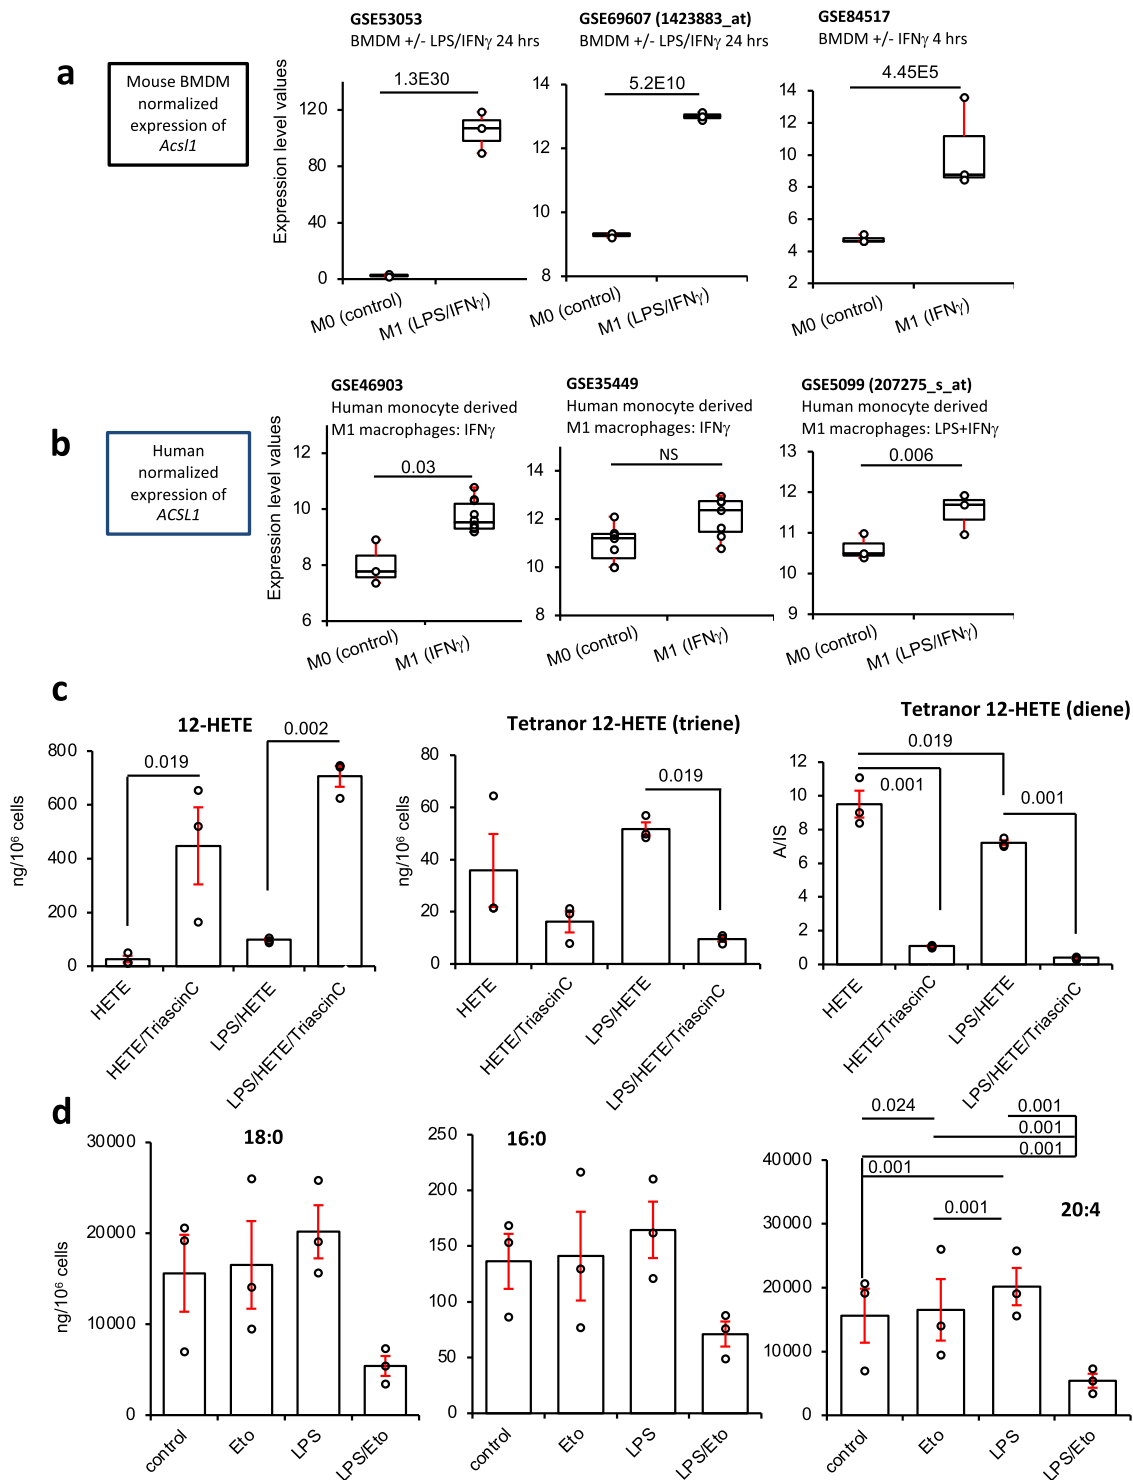 a
Mouse BMDM
normalized
expression of
Acsl1
GSE53053
BMDM +/- LPS/IFNγ 24 hrs
1.3E30
Expression level values
120
80
40
0
M0 (control)
M1 (LPS/IFNγ)
GSE69607 (1423883_at)
BMDM +/- LPS/IFNγ 24 hrs
5.2E10
14
12
10
8
M0 (control)
M1 (LPS/IFNγ)
GSE84517
BMDM +/- IFNγ 4 hrs
4.45E5
14
12
10
8
6
4
2
M0 (control)
M1 (IFNγ)
b
Human
normalized
expression of
ACSL1
GSE46903
Human monocyte derived
M1 macrophages: IFNγ
0.03
Expression level values
12
10
8
6
M0 (control)
M1 (IFNγ)
GSE35449
Human monocyte derived
M1 macrophages: IFNγ
NS
14
12
10
8
M0 (control)
M1 (IFNγ)
GSE5099 (207275_s_at)
Human monocyte derived
M1 macrophages: LPS+IFNγ
0.006
13
12
11
10
9
M0 (control)
M1 (LPS/IFNγ)
c
12-HETE
0.019
0.002
ng/10⁶ cells
800
600
400
200
0
HETE
HETE/TriascinC
LPS/HETE
LPS/HETE/TriascinC
Tetranor 12-HETE (triene)
0.019
ng/10⁶ cells
80
60
40
20
0
HETE
HETE/TriascinC
LPS/HETE
LPS/HETE/TriascinC
Tetranor 12-HETE (diene)
0.019
0.001
0.001
A/IS
12
10
8
6
4
2
0
HETE
HETE/TriascinC
LPS/HETE
LPS/HETE/TriascinC
d
18:0
ng/10⁶ cells
30000
20000
10000
0
control
Eto
LPS
LPS/Eto
16:0
250
200
150
100
50
0
control
Eto
LPS
LPS/Eto
0.024
0.001
0.001
0.001
0.001
0.001
20:4
40000
30000
20000
10000
0
control
Eto
LPS
LPS/Eto